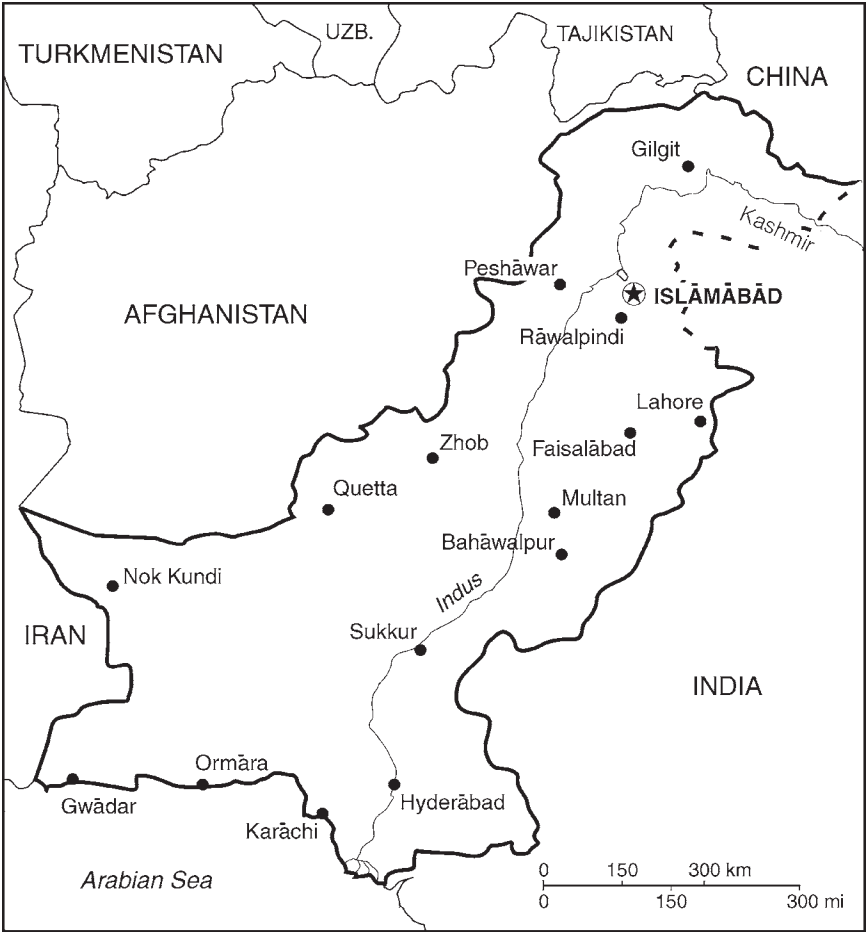 UZB.
TURKMENISTAN
TAJIKISTAN
CHINA
Gilgit
Kashmir
Peshāwar
ISLĀMĀBĀD
AFGHANISTAN
Rāwalpindi
Lahore
Zhob
Faisalābad
Quetta
Multan
Bahāwalpur
Nok Kundi
Indus
IRAN
Sukkur
INDIA
Ormāra
Gwādar
Hyderābad
Karāchi
Arabian Sea
0 150 300 km
0 150 300 mi